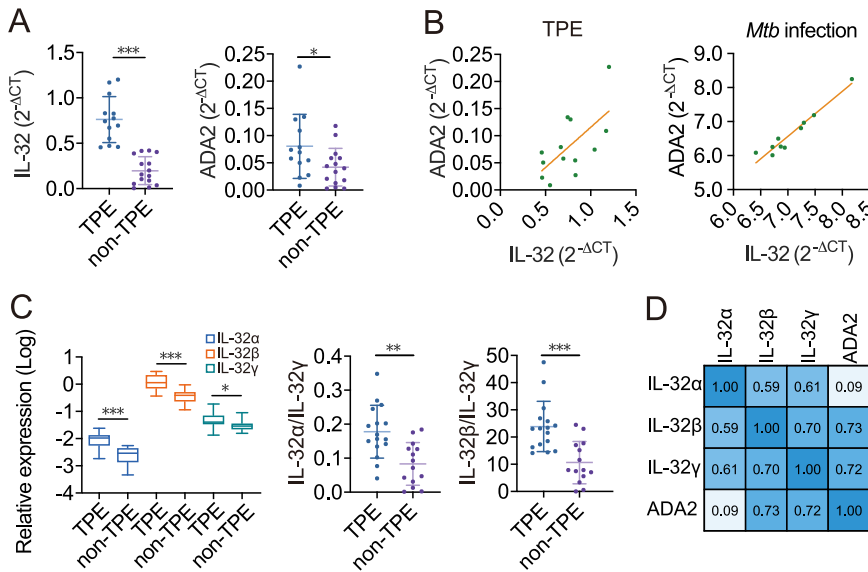 A
IL-32 (2^-ΔCT)
1.5
1.0
0.5
0.0
***
TPE
non-TPE
ADA2 (2^-ΔCT)
0.25
0.20
0.15
0.10
0.05
0.00
*
TPE
non-TPE
B
TPE
ADA2 (2^-ΔCT)
0.25
0.20
0.15
0.10
0.05
0.00
0.0
0.5
1.0
1.5
IL-32 (2^-ΔCT)
Mtb infection
ADA2 (2^-ΔCT)
9.0
8.0
7.0
6.0
5.0
6.0
6.5
7.0
7.5
8.0
8.5
IL-32 (2^-ΔCT)
C
Relative expression (Log)
IL-32α
IL-32β
IL-32γ
1
0
-1
-2
-3
-4
***
***
*
TPE
non-TPE
TPE
non-TPE
TPE
non-TPE
IL-32α/IL-32γ
0.4
0.3
0.2
0.1
0.0
**
TPE
non-TPE
IL-32β/IL-32γ
60
50
40
30
20
10
0
***
TPE
non-TPE
D
IL-32α IL-32β IL-32γ ADA2
IL-32α 1.00 0.59 0.61 0.09
IL-32β 0.59 1.00 0.70 0.73
IL-32γ 0.61 0.70 1.00 0.72
ADA2 0.09 0.73 0.72 1.00